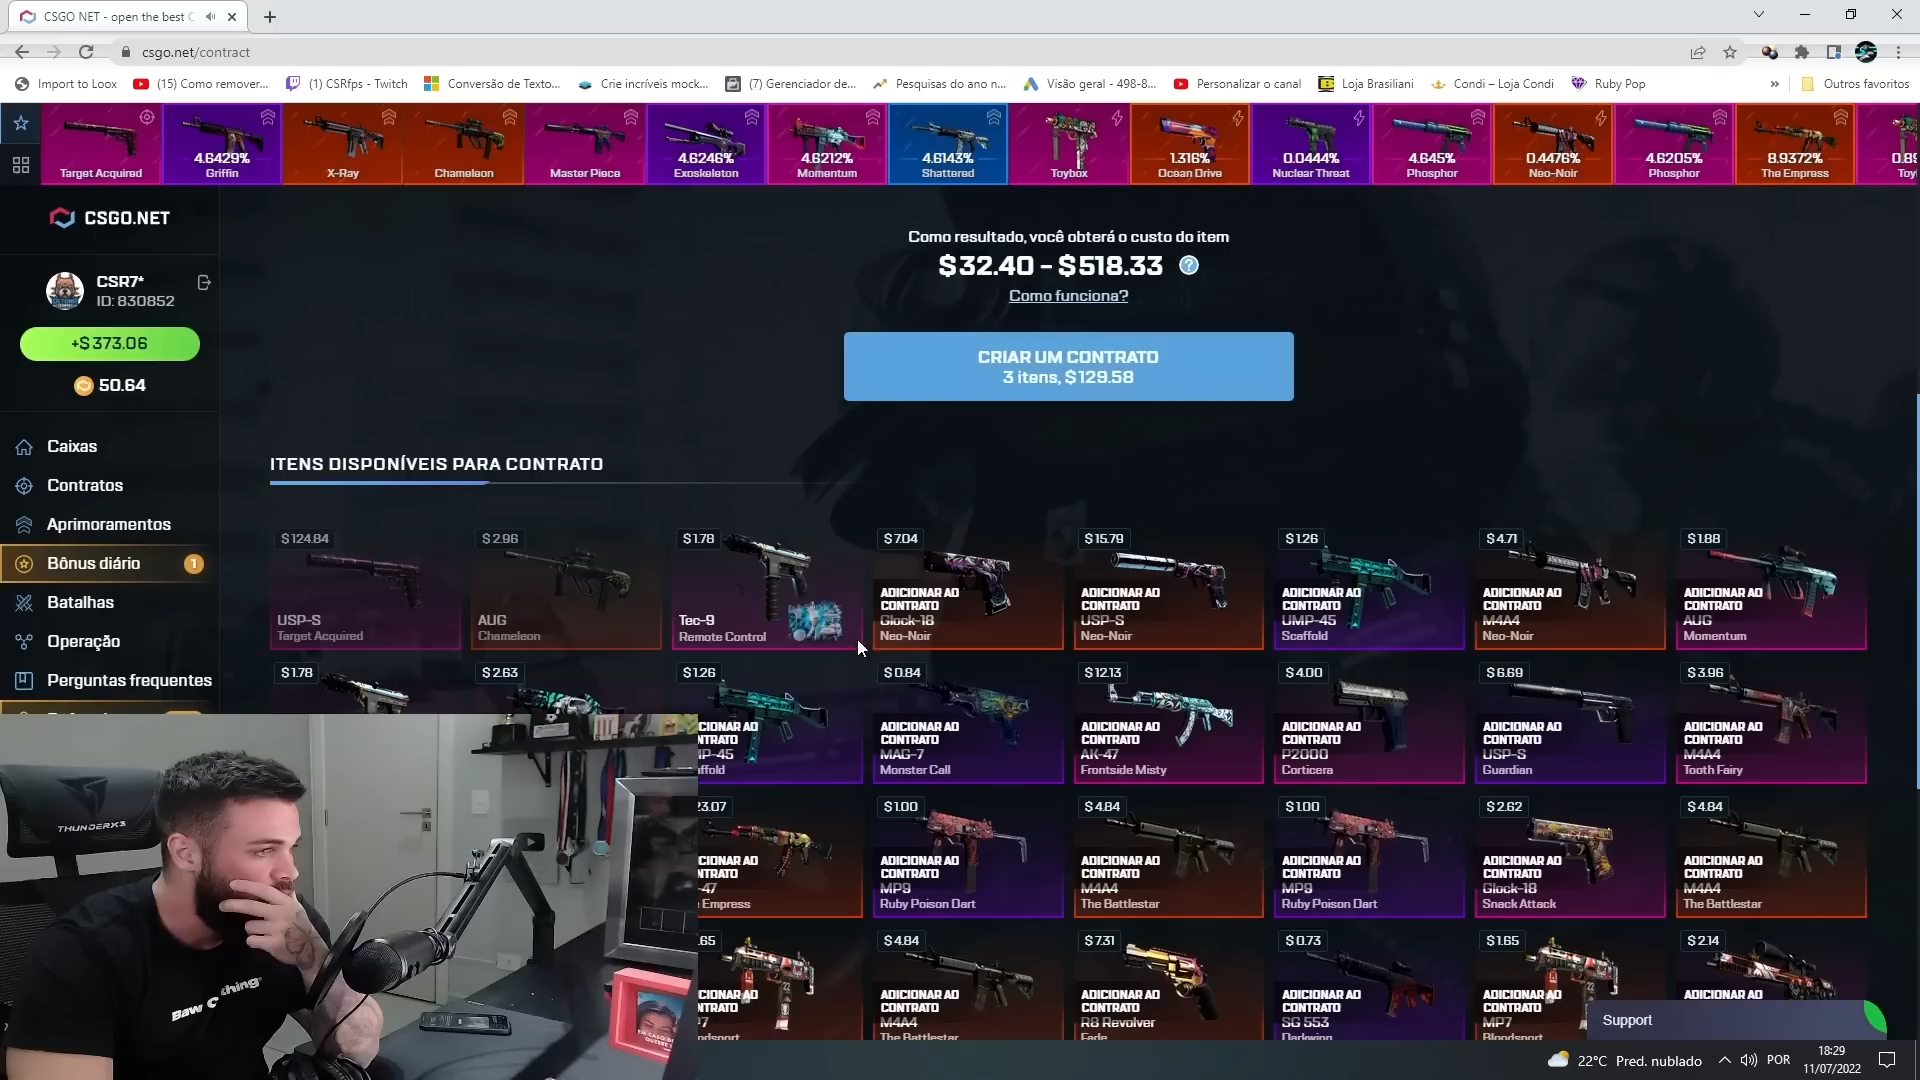 CSGO NET - open the best C
csgo.net/contract
Import to Loox
(15) Como remover...
(1) CSRfps - Twitch
Conversão de Texto...
Crie incríveis mock...
(7) Gerenciador de...
Pesquisas do ano n...
Visão geral - 498-8...
Personalizar o canal
Loja Brasiliani
Condi – Loja Condi
Ruby Pop
»
Outros favoritos
Target Acquired
4.6429%
Griffin
X-Ray
Chameleon
Master Piece
4.6246%
Exoskeleton
4.6212%
Momentum
4.6143%
Shattered
Toybox
1.316%
Ocean Drive
0.0444%
Nuclear Threat
4.645%
Phosphor
0.4476%
Neo-Noir
4.6205%
Phosphor
8.9372%
The Empress
0.89
Toy
CSGO.NET
CSR7*
ID: 830852
+$373.06
50.64
Caixas
Contratos
Aprimoramentos
Bônus diário
1
Batalhas
Operação
Perguntas frequentes
Como resultado, você obterá o custo do item
$32.40 - $518.33
?
Como funciona?
CRIAR UM CONTRATO
3 itens, $129.58
ITENS DISPONÍVEIS PARA CONTRATO
$124.84
USP-S
Target Acquired
$2.96
AUG
Chameleon
$1.78
Tec-9
Remote Control
$7.04
ADICIONAR AO
CONTRATO
Glock-18
Neo-Noir
$15.79
ADICIONAR AO
CONTRATO
USP-S
Neo-Noir
$1.26
ADICIONAR AO
CONTRATO
UMP-45
Scaffold
$4.71
ADICIONAR AO
CONTRATO
M4A4
Neo-Noir
$1.88
ADICIONAR AO
CONTRATO
AUG
Momentum
$1.78
$2.63
$1.26
NAR AO
NTRATO
P-45
ffold
$0.84
ADICIONAR AO
CONTRATO
MAG-7
Monster Call
$12.13
ADICIONAR AO
CONTRATO
AK-47
Frontside Misty
$4.00
ADICIONAR AO
CONTRATO
P2000
Corticera
$6.69
ADICIONAR AO
CONTRATO
USP-S
Guardian
$3.96
ADICIONAR AO
CONTRATO
M4A4
Tooth Fairy
23.07
ADICIONAR AO
CONTRATO
-47
Empress
$1.00
ADICIONAR AO
CONTRATO
MP9
Ruby Poison Dart
$4.84
ADICIONAR AO
CONTRATO
M4A4
The Battlestar
$1.00
ADICIONAR AO
CONTRATO
MP9
Ruby Poison Dart
$2.62
ADICIONAR AO
CONTRATO
Glock-18
Snack Attack
$4.84
ADICIONAR AO
CONTRATO
M4A4
The Battlestar
.65
ADICIONAR AO
CONTRATO
P7
odsport
$4.84
ADICIONAR AO
CONTRATO
M4A4
The Battlestar
$7.31
ADICIONAR AO
CONTRATO
R8 Revolver
Fade
$0.73
ADICIONAR AO
CONTRATO
SG 553
Darkwing
$1.65
ADICIONAR AO
CONTRATO
MP7
Bloodsport
$2.14
ADICIONAR AO
Support
THUNDERX3
22°C Pred. nublado
POR
18:29
11/07/2022